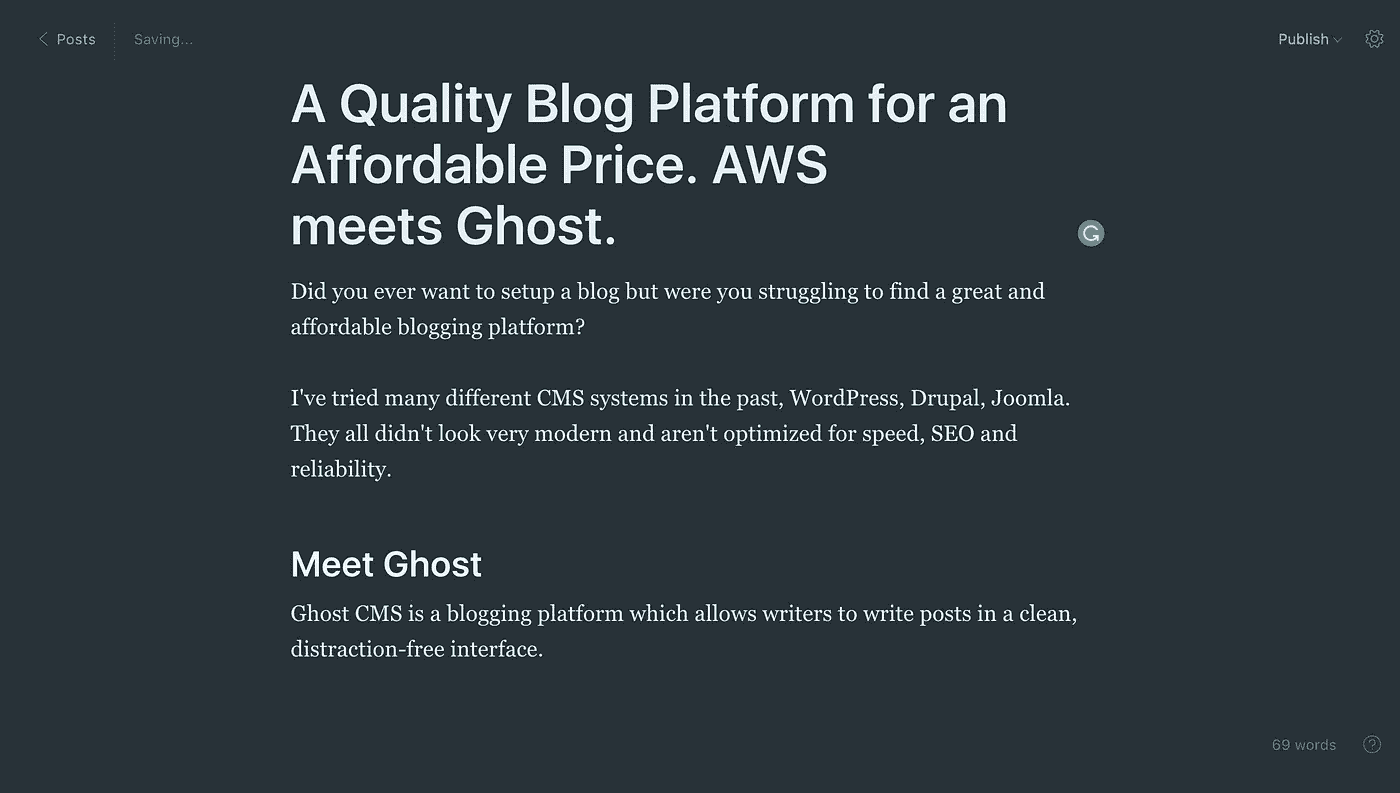 Posts
Saving...
Publish
A Quality Blog Platform for an
Affordable Price. AWS
meets Ghost.
Did you ever want to setup a blog but were you struggling to find a great and
affordable blogging platform?
I've tried many different CMS systems in the past, WordPress, Drupal, Joomla.
They all didn't look very modern and aren't optimized for speed, SEO and
reliability.
Meet Ghost
Ghost CMS is a blogging platform which allows writers to write posts in a clean,
distraction-free interface.
69 words